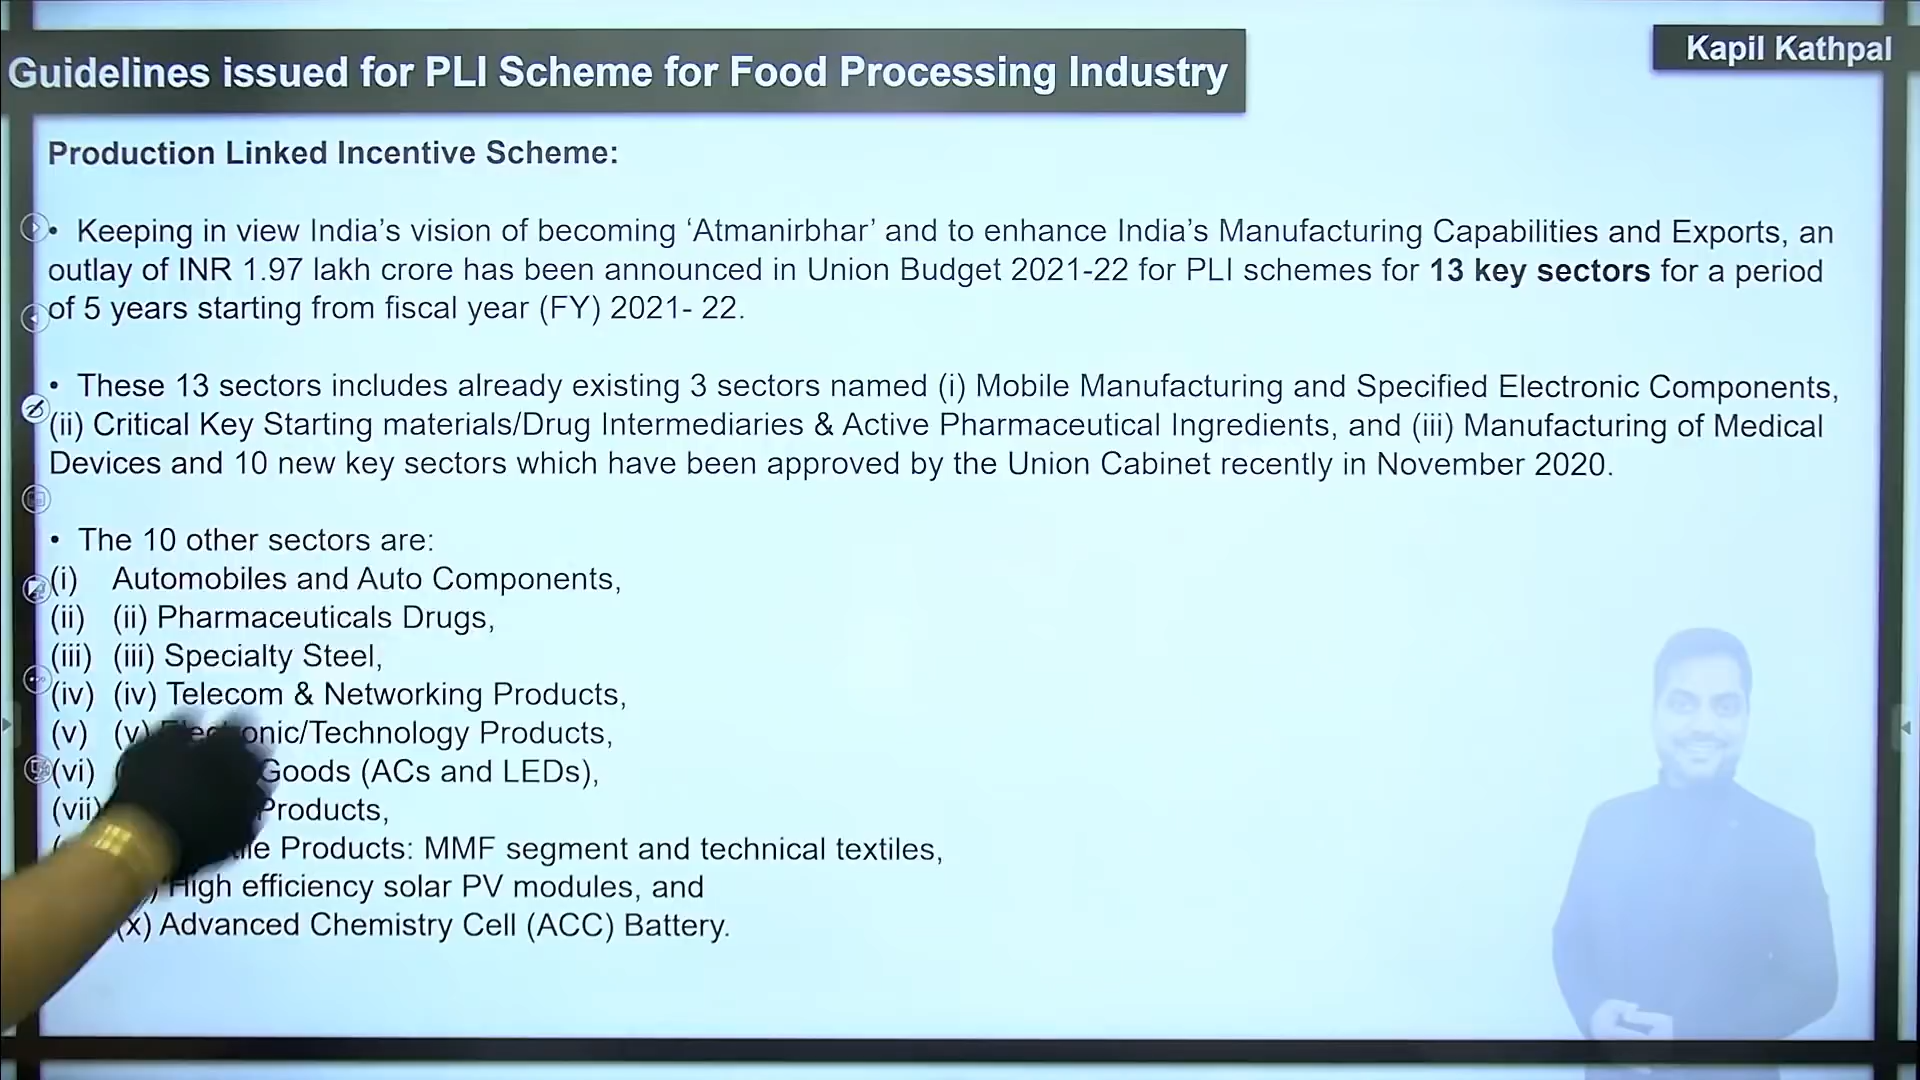 Guidelines issued for PLI Scheme for Food Processing Industry
Kapil Kathpal
Production Linked Incentive Scheme:
• Keeping in view India’s vision of becoming ‘Atmanirbhar’ and to enhance India’s Manufacturing Capabilities and Exports, an
outlay of INR 1.97 lakh crore has been announced in Union Budget 2021-22 for PLI schemes for 13 key sectors for a period
of 5 years starting from fiscal year (FY) 2021- 22.
• These 13 sectors includes already existing 3 sectors named (i) Mobile Manufacturing and Specified Electronic Components,
(ii) Critical Key Starting materials/Drug Intermediaries & Active Pharmaceutical Ingredients, and (iii) Manufacturing of Medical
Devices and 10 new key sectors which have been approved by the Union Cabinet recently in November 2020.
• The 10 other sectors are:
(i) Automobiles and Auto Components,
(ii) (ii) Pharmaceuticals Drugs,
(iii) (iii) Specialty Steel,
(iv) (iv) Telecom & Networking Products,
(v) (v) Electronic/Technology Products,
(vi) Goods (ACs and LEDs),
(vii) Products,
Products: MMF segment and technical textiles,
High efficiency solar PV modules, and
(x) Advanced Chemistry Cell (ACC) Battery.